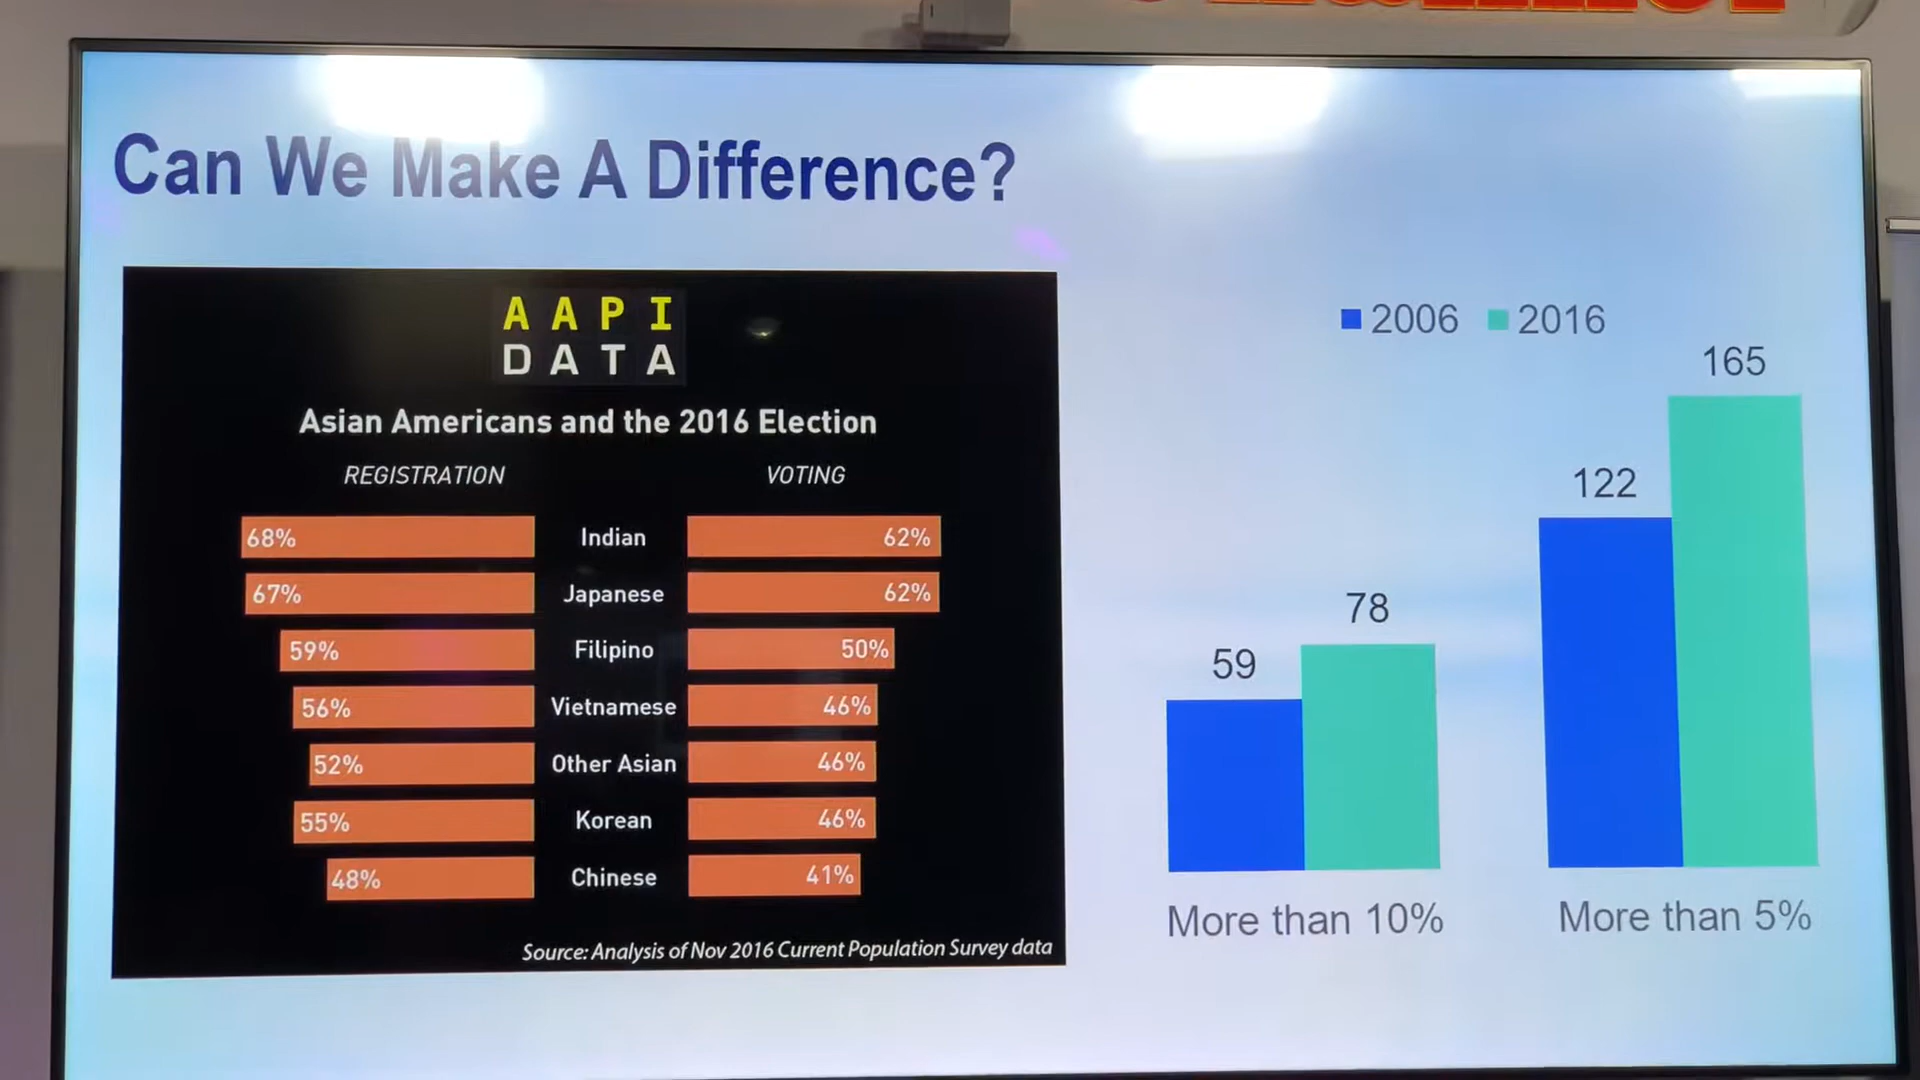 Can We Make A Difference?
A A P I
D A T A
Asian Americans and the 2016 Election
REGISTRATION VOTING
68% Indian 62%
67% Japanese 62%
59% Filipino 50%
56% Vietnamese 46%
52% Other Asian 46%
55% Korean 46%
48% Chinese 41%
Source: Analysis of Nov 2016 Current Population Survey data
2006 2016
165
122
78
59
More than 10% More than 5%